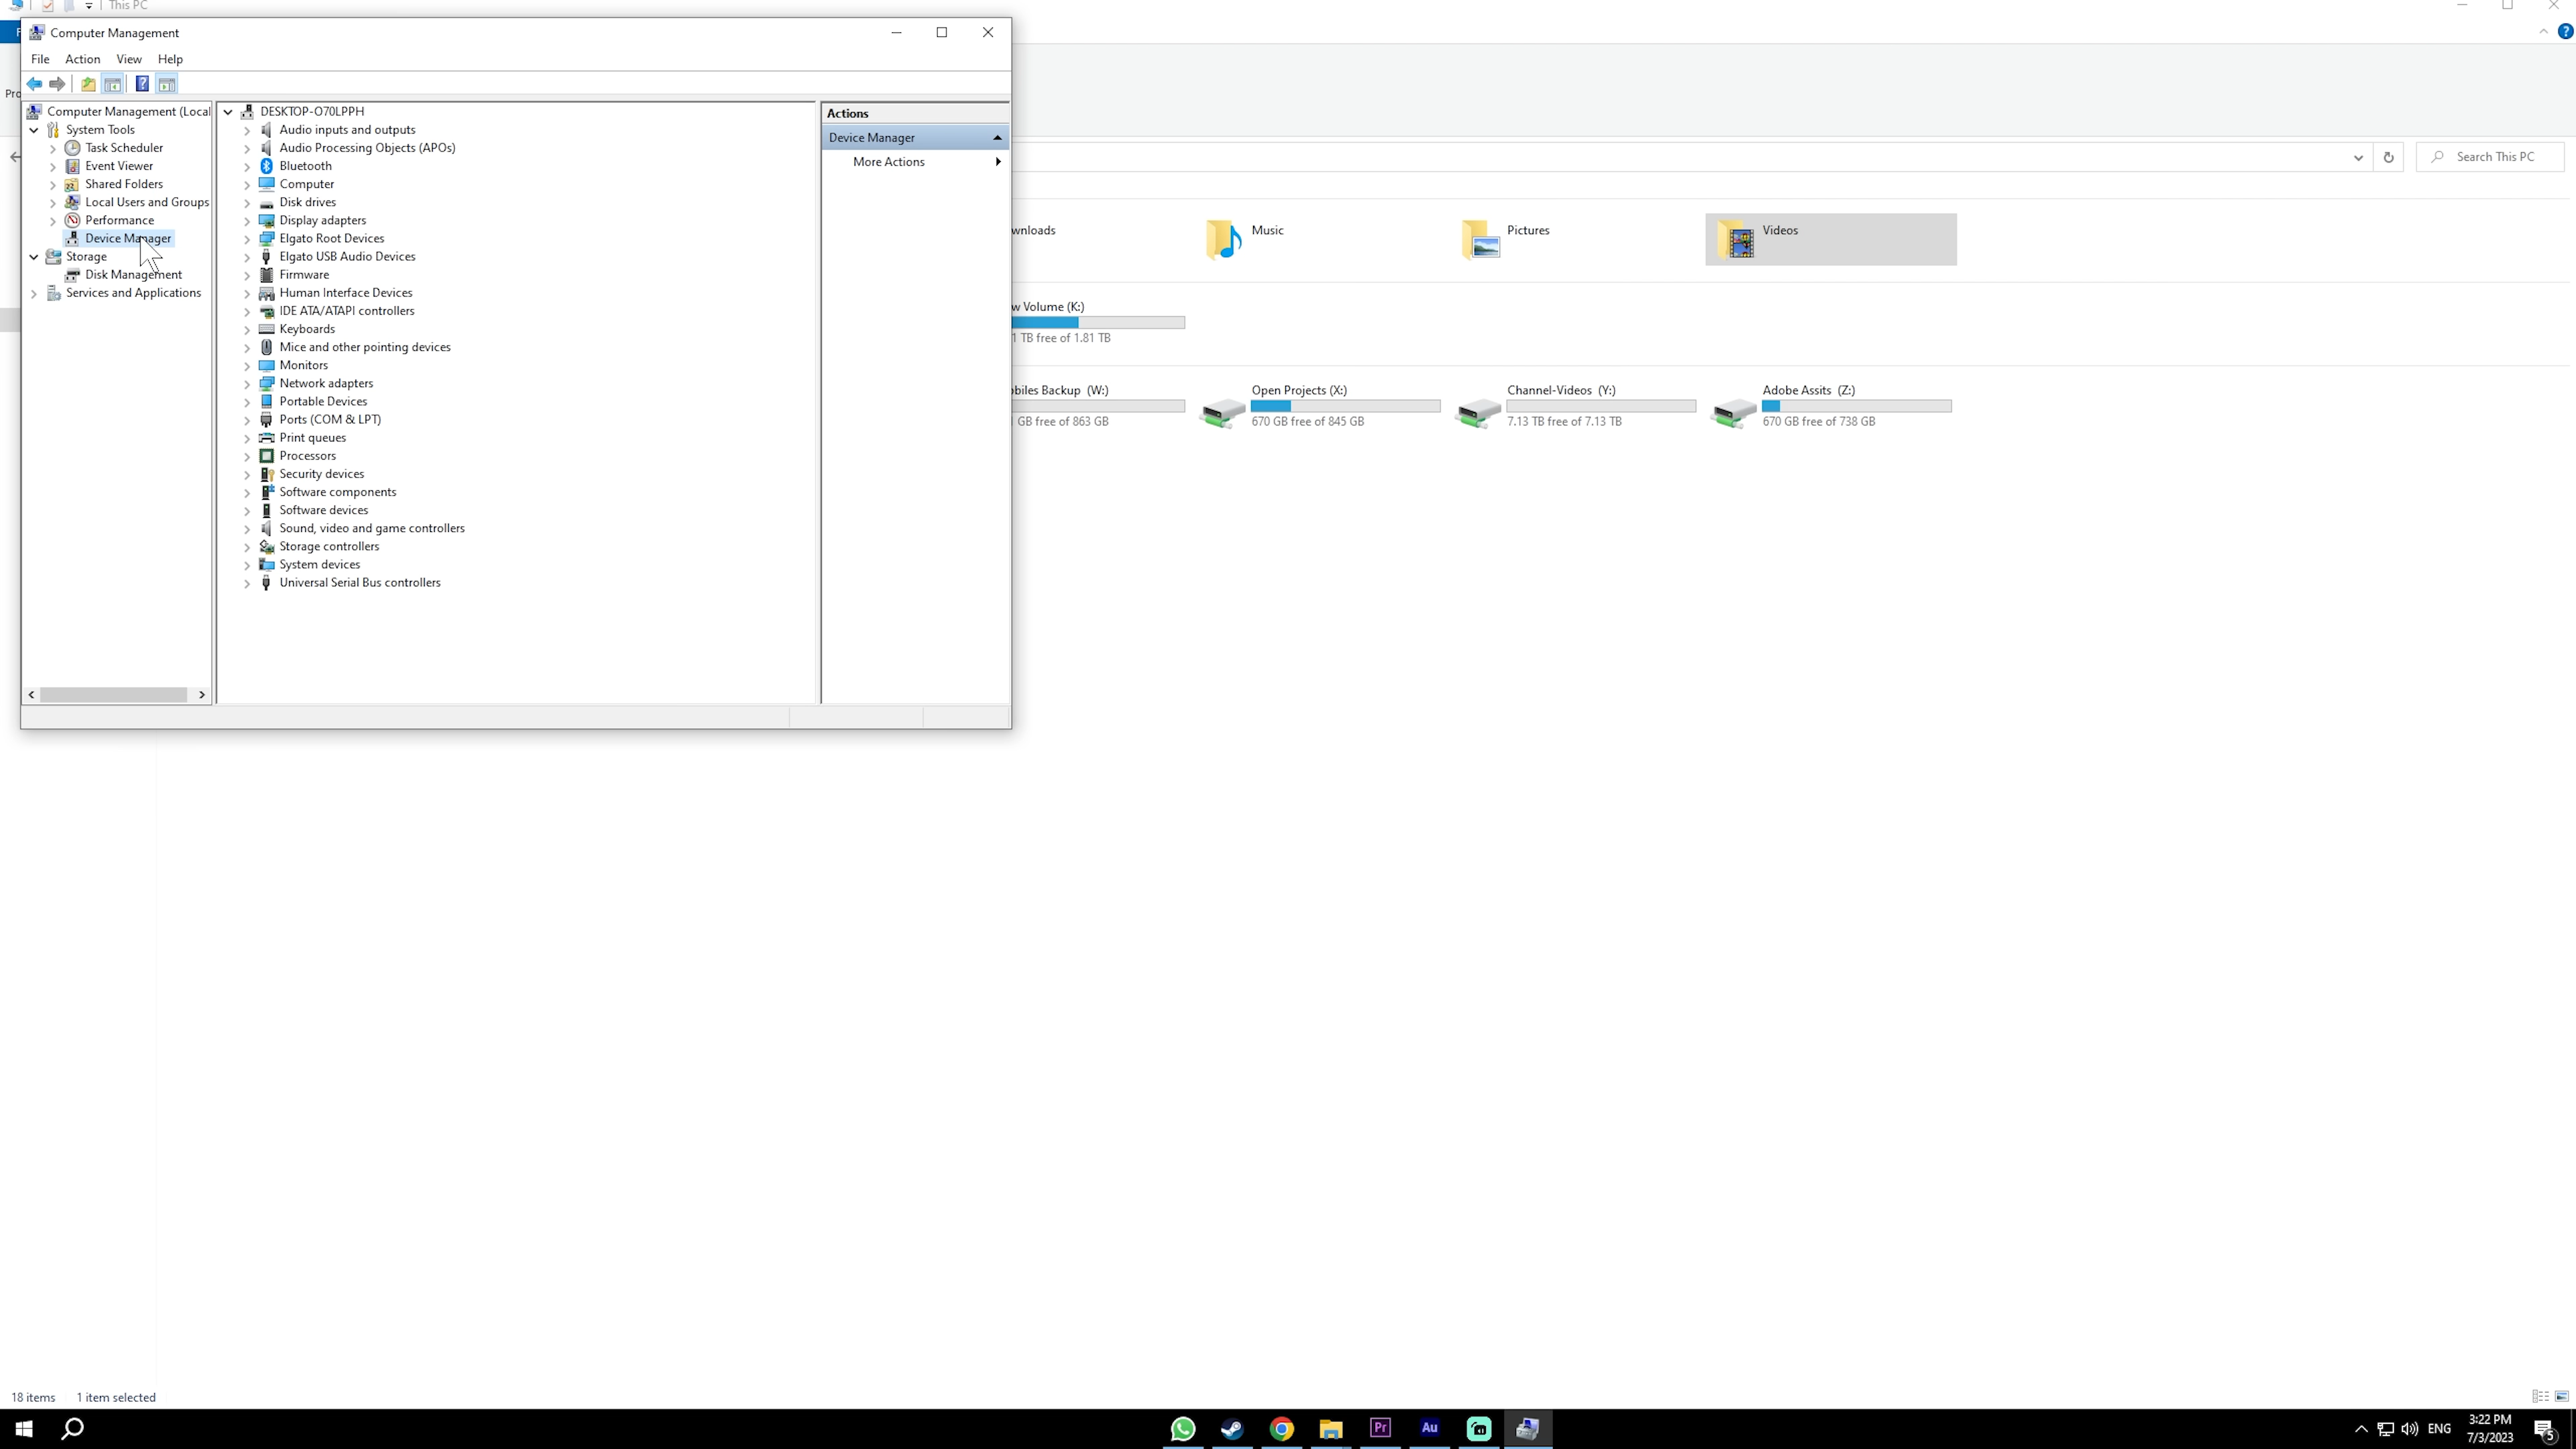 This PC
Computer Management
File Action View Help
Computer Management (Local
System Tools
Task Scheduler
Event Viewer
Shared Folders
Local Users and Groups
Performance
Device Manager
Storage
Disk Management
Services and Applications
DESKTOP-O70LPPH
Audio inputs and outputs
Audio Processing Objects (APOs)
Bluetooth
Computer
Disk drives
Display adapters
Elgato Root Devices
Elgato USB Audio Devices
Firmware
Human Interface Devices
IDE ATA/ATAPI controllers
Keyboards
Mice and other pointing devices
Monitors
Network adapters
Portable Devices
Ports (COM & LPT)
Print queues
Processors
Security devices
Software components
Software devices
Sound, video and game controllers
Storage controllers
System devices
Universal Serial Bus controllers
Actions
Device Manager
More Actions
Pro
Search This PC
wnloads
Music
Pictures
Videos
w Volume (K:)
1 TB free of 1.81 TB
obiles Backup (W:)
GB free of 863 GB
Open Projects (X:)
670 GB free of 845 GB
Channel-Videos (Y:)
7.13 TB free of 7.13 TB
Adobe Assits (Z:)
670 GB free of 738 GB
18 items 1 item selected
Pr
Au
ENG
3:22 PM
7/3/2023
5